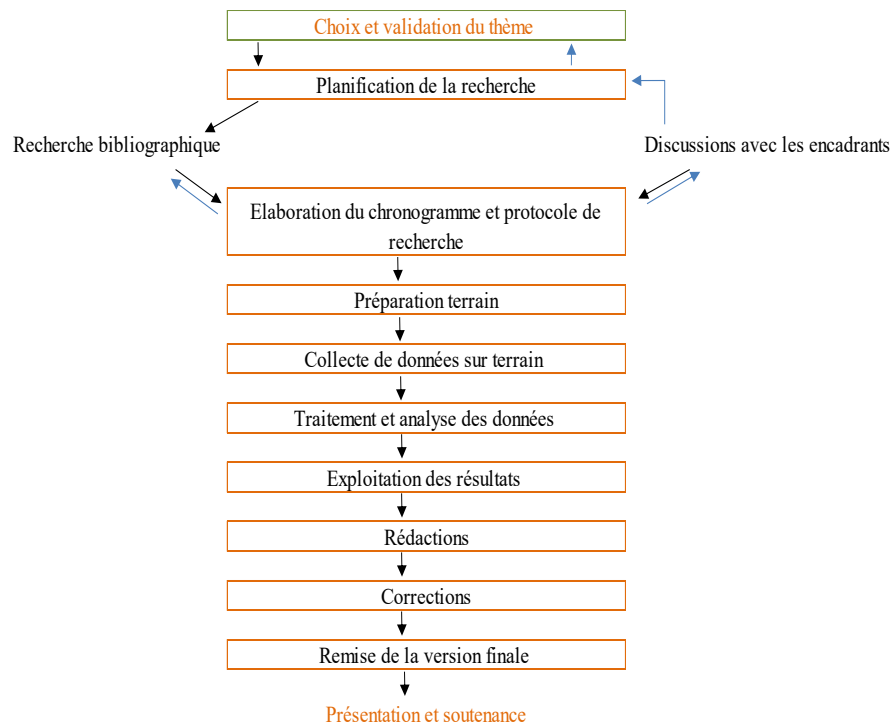 Choix et validation du thème
Planification de la recherche
Recherche bibliographique
Discussions avec les encadrants
Elaboration du chronogramme et protocole de
recherche
Préparation terrain
Collecte de données sur terrain
Traitement et analyse des données
Exploitation des résultats
Rédactions
Corrections
Remise de la version finale
Présentation et soutenance